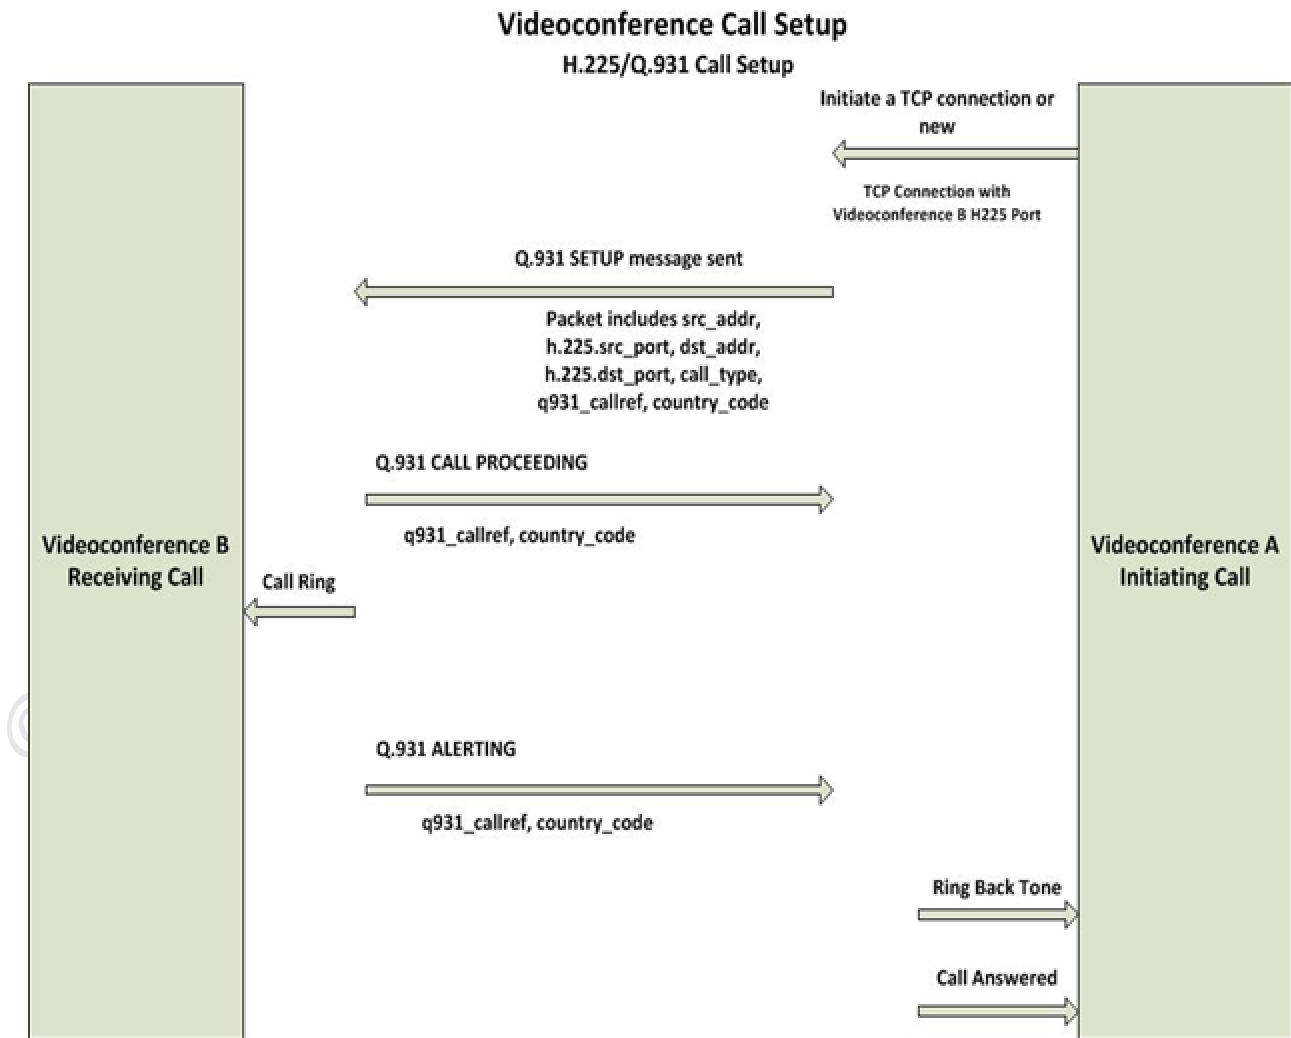 Videoconference Call Setup
H.225/Q.931 Call Setup
Initiate a TCP connection or
new
TCP Connection with
Videoconference B H225 Port
Q.931 SETUP message sent
Packet includes src_addr,
h.225.src_port, dst_addr,
h.225.dst_port, call_type,
q931_callref, country_code
Q.931 CALL PROCEEDING
q931_callref, country_code
Videoconference B
Receiving Call
Videoconference A
Initiating Call
Call Ring
Q.931 ALERTING
q931_callref, country_code
Ring Back Tone
Call Answered
©